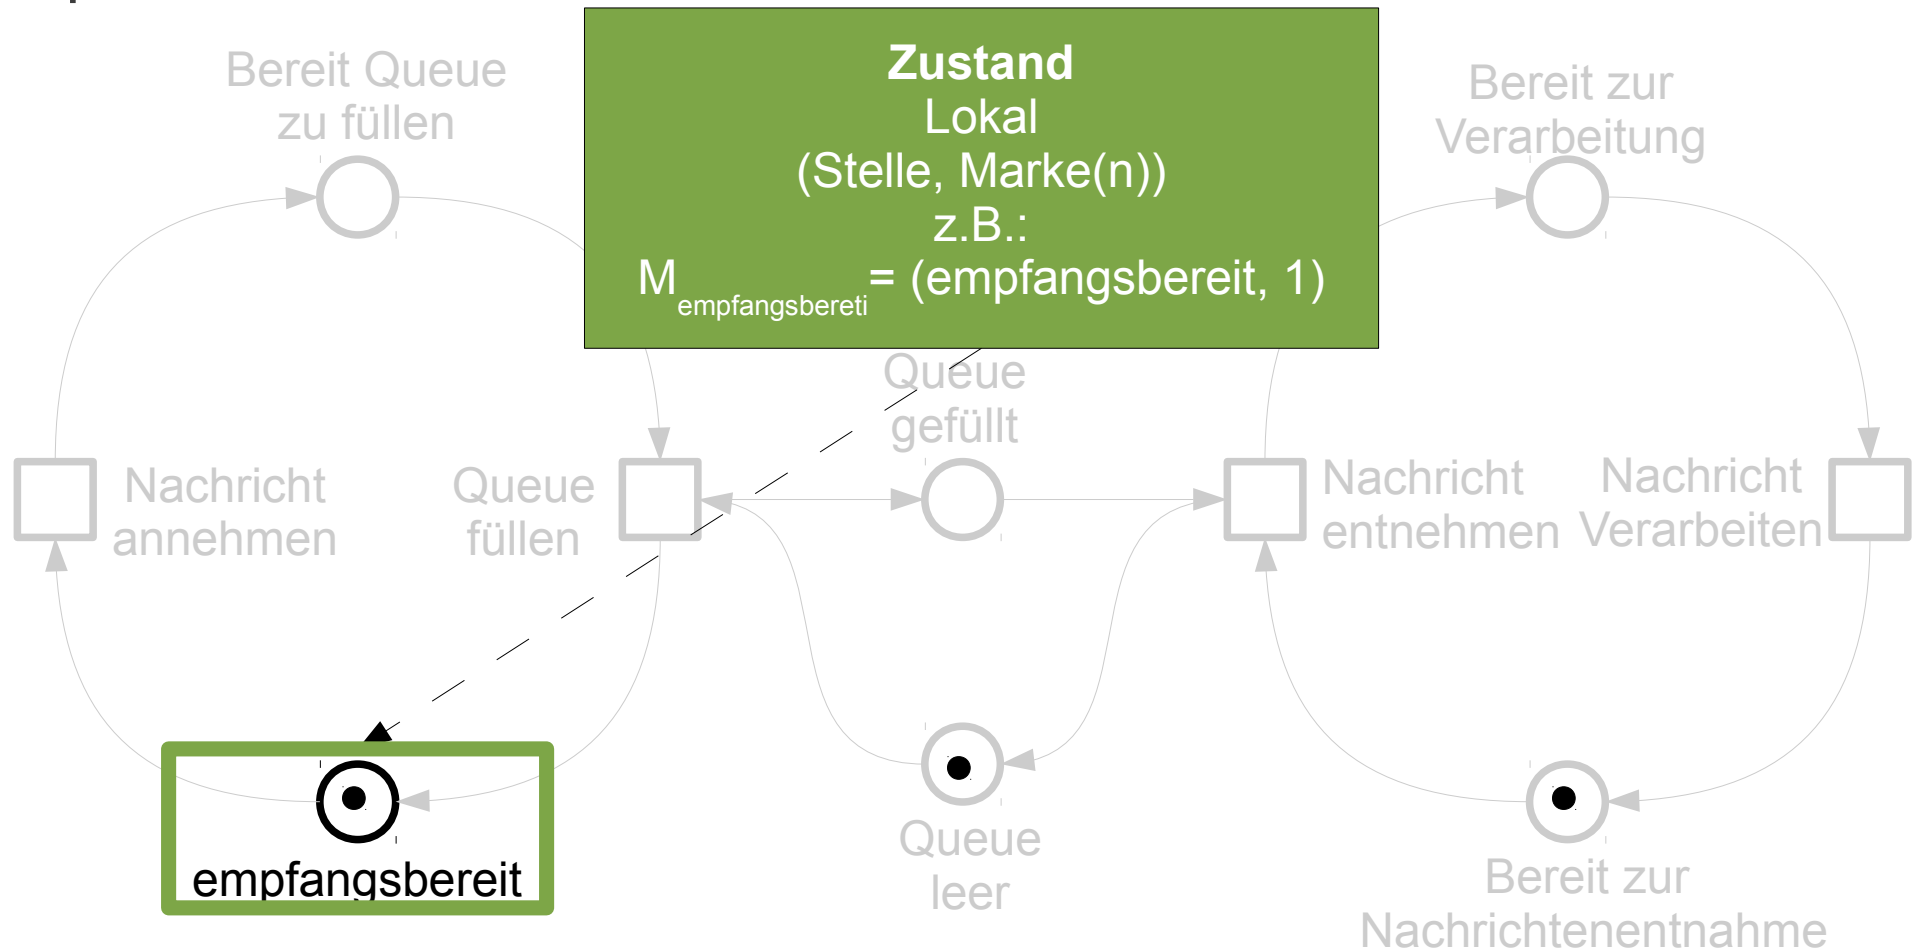 Bereit Queue
zu füllen
Zustand
Lokal
(Stelle, Marke(n))
z.B.:
M empfangsbereti = (empfangsbereit, 1)
Bereit zur
Verarbeitung
Queue
gefüllt
Nachricht
annehmen
Queue
füllen
Nachricht
entnehmen
Nachricht
Verarbeiten
empfangsbereit
Queue
leer
Bereit zur
Nachrichtenentnahme